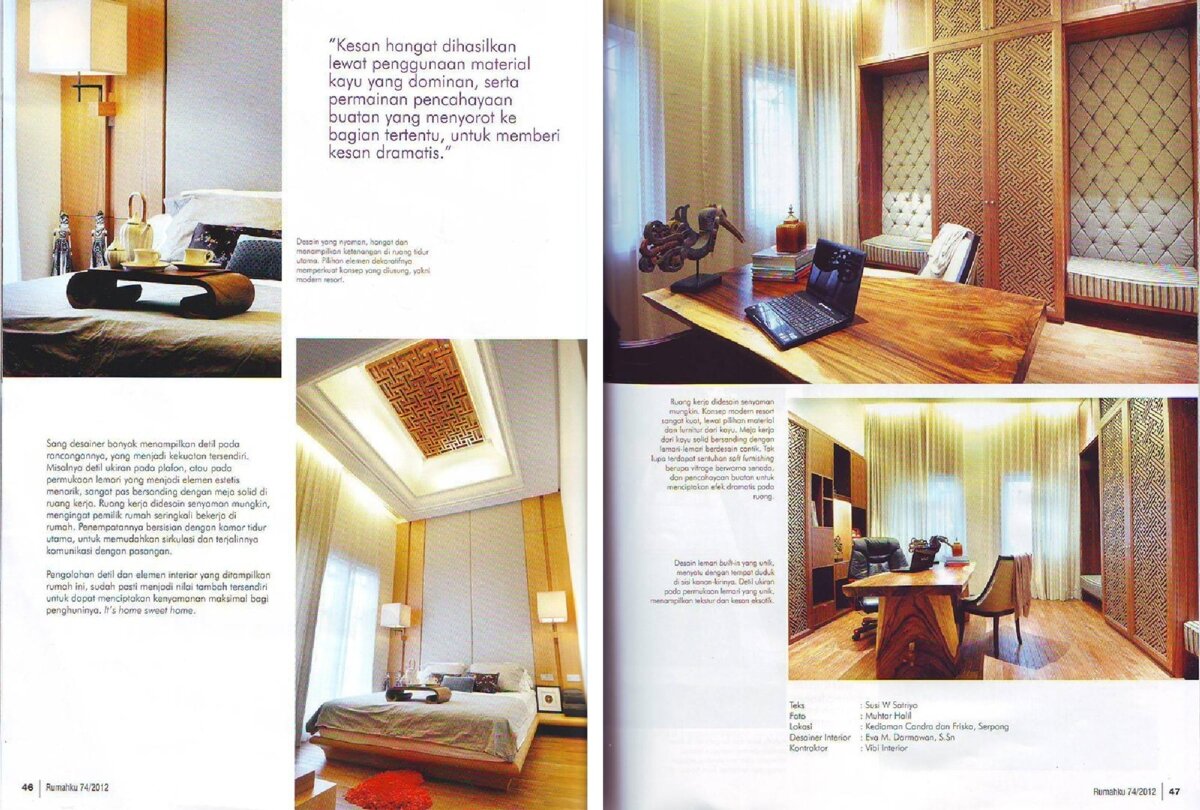 "Kesan hangat dihasilkan
lewat penggunaan material
kayu yang dominan, serta
permainan pencahayaan
buatan yang menyorot ke
bagian tertentu, untuk memberi
kesan dramatis."
Desain yang nyaman, hangat dan
menampilkan ketenangan di ruang tidur
utama. Pilihan elemen dekoratifnya
memperkuat konsep yang diusung, yakni
modern resort.
Sang desainer banyak menampilkan detil pada
rancangannya, yang menjadi kekuatan tersendiri.
Misalnya detil ukiran pada plafon, atau pada
permukaan lemari yang menjadi elemen estetis
menarik, sangat pas bersanding dengan meja solid di
ruang kerja. Ruang kerja didesain senyaman mungkin,
mengingat pemilik rumah seringkali bekerja di
rumah. Penempatannya bersisian dengan kamar tidur
utama, untuk memudahkan sirkulasi dan terjalinnya
komunikasi dengan pasangan.
Pengolahan detil dan elemen interior yang ditampilkan
rumah ini, sudah pasti menjadi nilai tambah tersendiri
untuk dapat menciptakan kenyamanan maksimal bagi
penghuninya. It's home sweet home.
46 | Rumahku 74/2012
Ruang kerja didesain senyaman
mungkin. Konsep modern resort
sangat kuat, lewat pilihan material
dan furnitur dari kayu. Meja kerja
dari kayu solid bersanding dengan
lemari-lemari berdesain cantik. Tak
lupa terdapat sentuhan soft furnishing
berupa vitrage berwarna senada,
dan pencahayaan buatan untuk
menciptakan efek dramatis pada
ruang.
Desain lemari built-in yang unik,
menyatu dengan tempat duduk
di sisi kanan-kirinya. Detil ukiran
pada permukaan lemari yang unik,
menampilkan tekstur dan kesan eksotik.
Teks : Susi W Satriya
Foto : Muhtar Halil
Lokasi : Kediaman Candra dan Friska, Serpong
Desainer Interior : Eva M. Darmawan, S.Sn
Kontraktor : Vibi Interior
Rumahku 74/2012 | 47